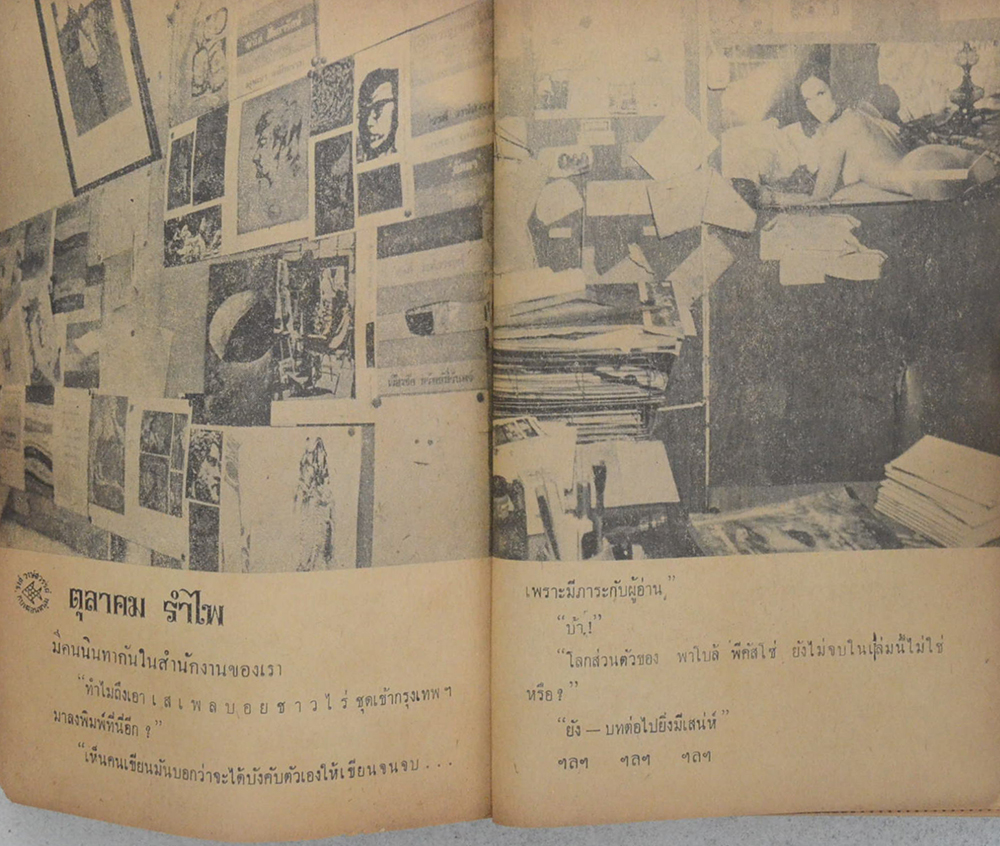 ตุลาคม รำไพ
มีคนนินทากันในสำนักงานของเรา
“ทำไมถึงเอา เสเพลบอยชาวไร่ ชุดเข้ากรุงเทพฯ
มาลงพิมพ์ที่นี่อีก ?”
“เห็นคนเขียนมันบอกว่าจะได้บังคับตัวเองให้เขียนจนจบ . . .
เพราะมีภาระกับผู้อ่าน”
“บ้า !”
“โลกส่วนตัวของ พาโบลั พีคัสโซ่ ยังไม่จบในเล่มนี้ไม่ใช่
หรือ ?”
“ยัง — บทต่อไปยิ่งมีเสน่ห์”
ฯลฯ ฯลฯ ฯลฯ